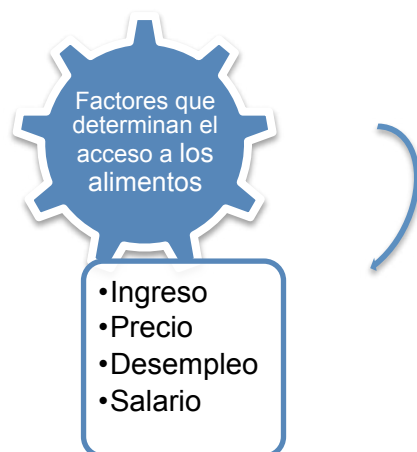 Factores que
determinan el
acceso a los
alimentos
•Ingreso
•Precio
•Desempleo
•Salario